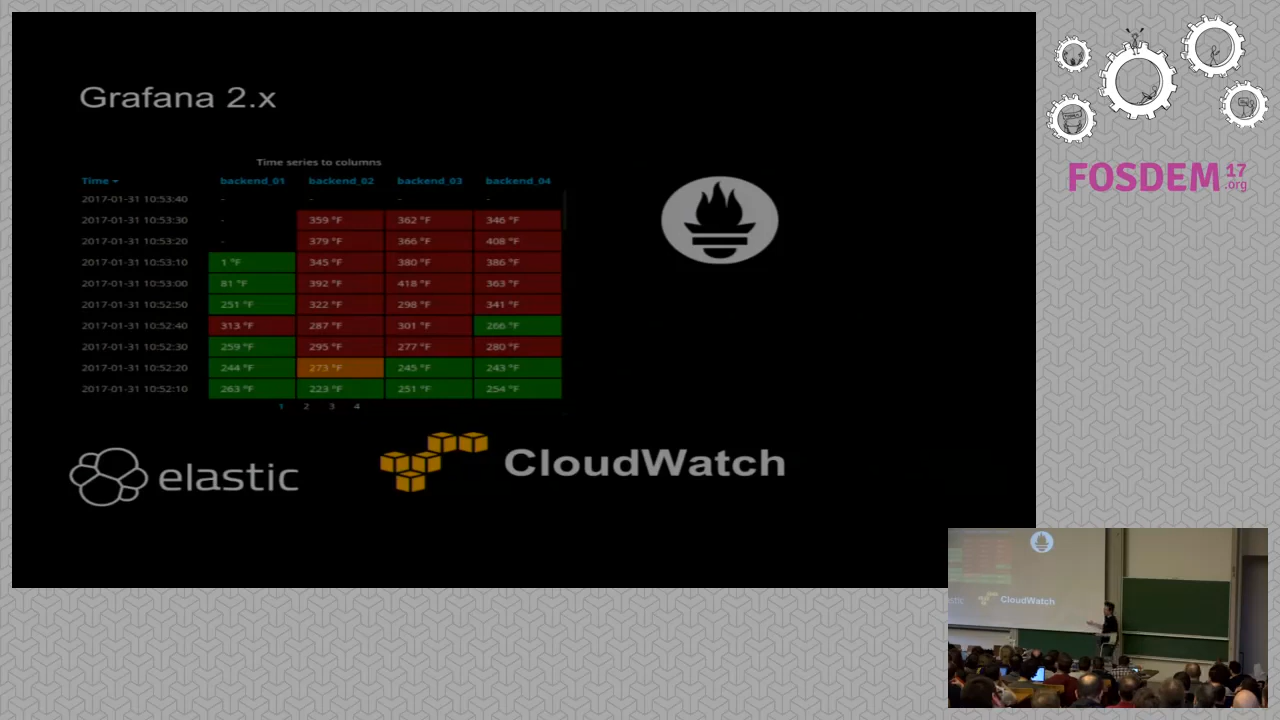 Grafana 2.x
Time series to columns
Time backend_01 backend_02 backend_03 backend_04
2017-01-31 10:53:40 - - - -
2017-01-31 10:53:30 - 359 °F 362 °F 346 °F
2017-01-31 10:53:20 - 379 °F 366 °F 408 °F
2017-01-31 10:53:10 1 °F 345 °F 380 °F 386 °F
2017-01-31 10:53:00 81 °F 392 °F 418 °F 363 °F
2017-01-31 10:52:50 251 °F 322 °F 298 °F 341 °F
2017-01-31 10:52:40 313 °F 287 °F 301 °F 266 °F
2017-01-31 10:52:30 259 °F 295 °F 277 °F 280 °F
2017-01-31 10:52:20 244 °F 273 °F 245 °F 243 °F
2017-01-31 10:52:10 263 °F 223 °F 251 °F 254 °F
1 2 3 4
elastic
CloudWatch
FOSDEM 17
.org
CloudWatch